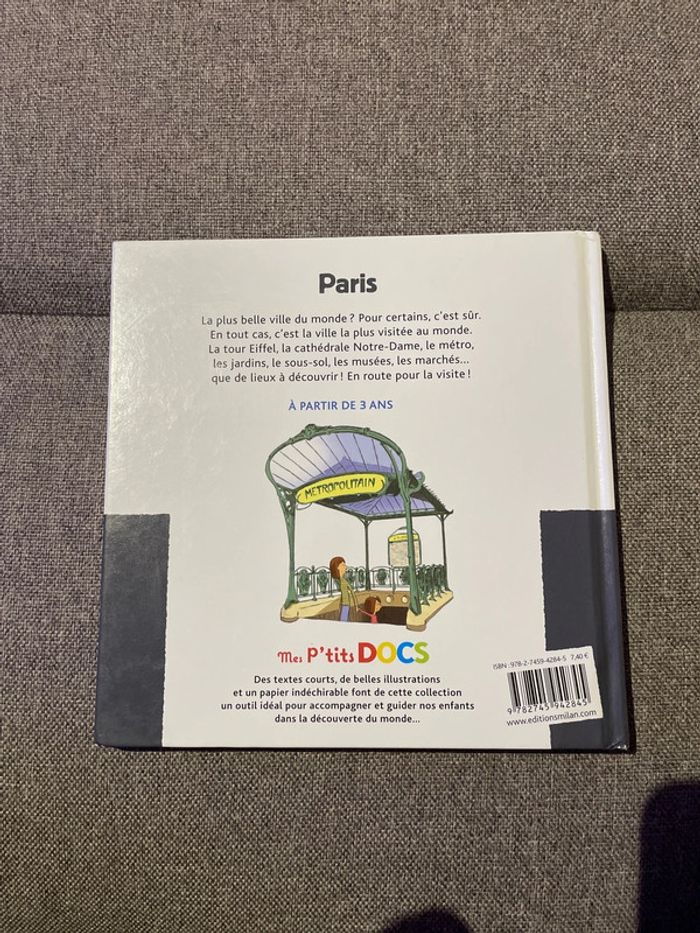 Paris
La plus belle ville du monde ? Pour certains, c'est sûr.
En tout cas, c'est la ville la plus visitée au monde.
La tour Eiffel, la cathédrale Notre-Dame, le métro,
les jardins, le sous-sol, les musées, les marchés...
que de lieux à découvrir ! En route pour la visite !
À PARTIR DE 3 ANS
METROPOLITAIN
Mes P'tits DOCS
Des textes courts, de belles illustrations
et un papier indéchirable font de cette collection
un outil idéal pour accompagner et guider nos enfants
dans la découverte du monde...
ISBN : 978-2-7459-4284-5 7,40 €
9 782745 942845
www.editionsmilan.com